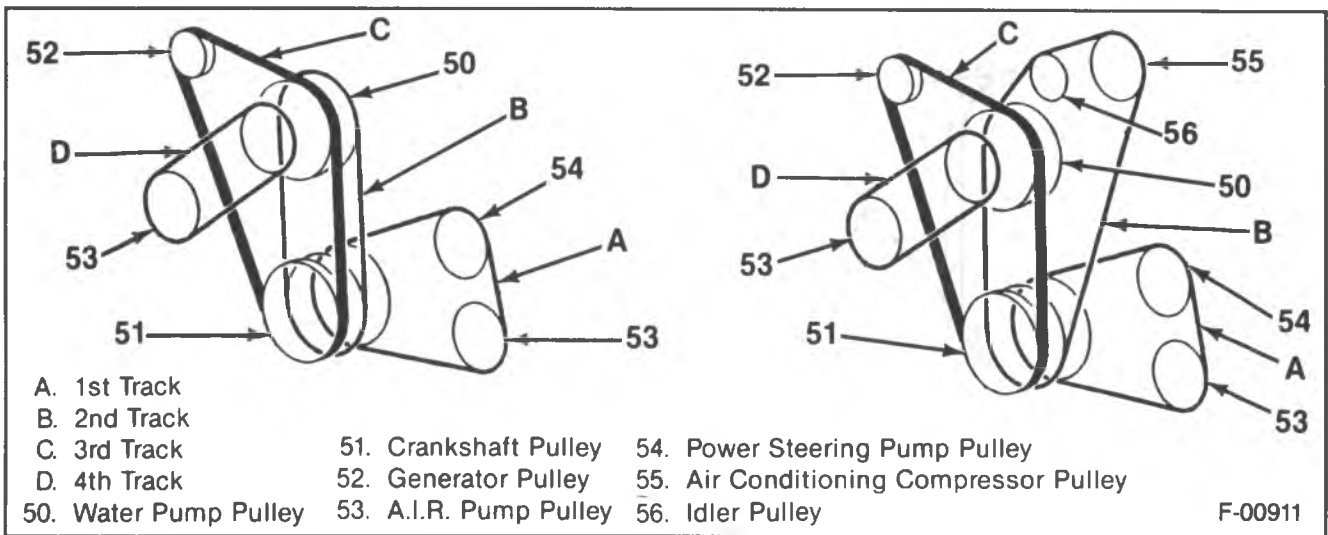 C
52
50
B
D
54
A
53
51
53
C
55
52
56
D
50
B
53
54
51
A
53
A. 1st Track
B. 2nd Track
C. 3rd Track
D. 4th Track
50. Water Pump Pulley
51. Crankshaft Pulley
52. Generator Pulley
53. A.I.R. Pump Pulley
54. Power Steering Pump Pulley
55. Air Conditioning Compressor Pulley
56. Idler Pulley
F-00911